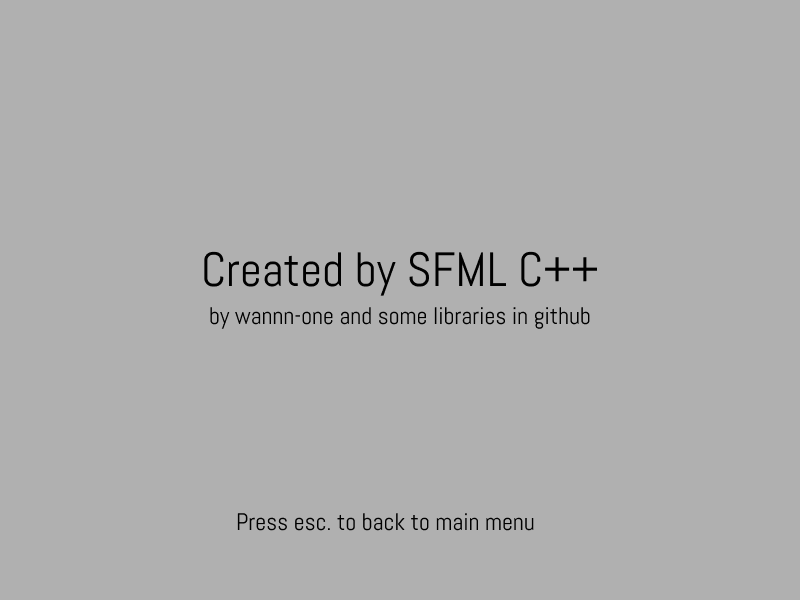 Created by SFML C++
by wannn-one and some libraries in github
Press esc. to back to main menu